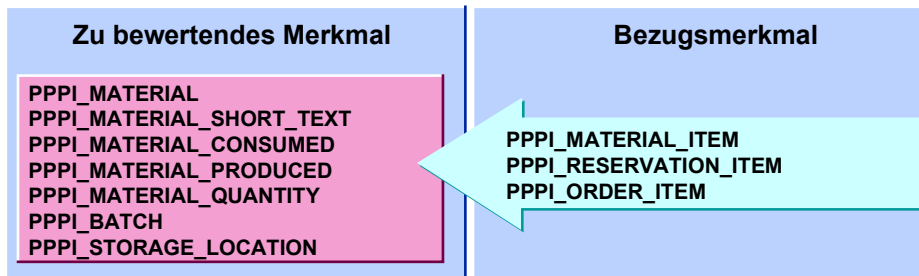 Zu bewertendes Merkmal
PPPI_MATERIAL
PPPI_MATERIAL_SHORT_TEXT
PPPI_MATERIAL_CONSUMED
PPPI_MATERIAL_PRODUCED
PPPI_MATERIAL_QUANTITY
PPPI_BATCH
PPPI_STORAGE_LOCATION
Bezugsmerkmal
PPPI_MATERIAL_ITEM
PPPI_RESERVATION_ITEM
PPPI_ORDER_ITEM